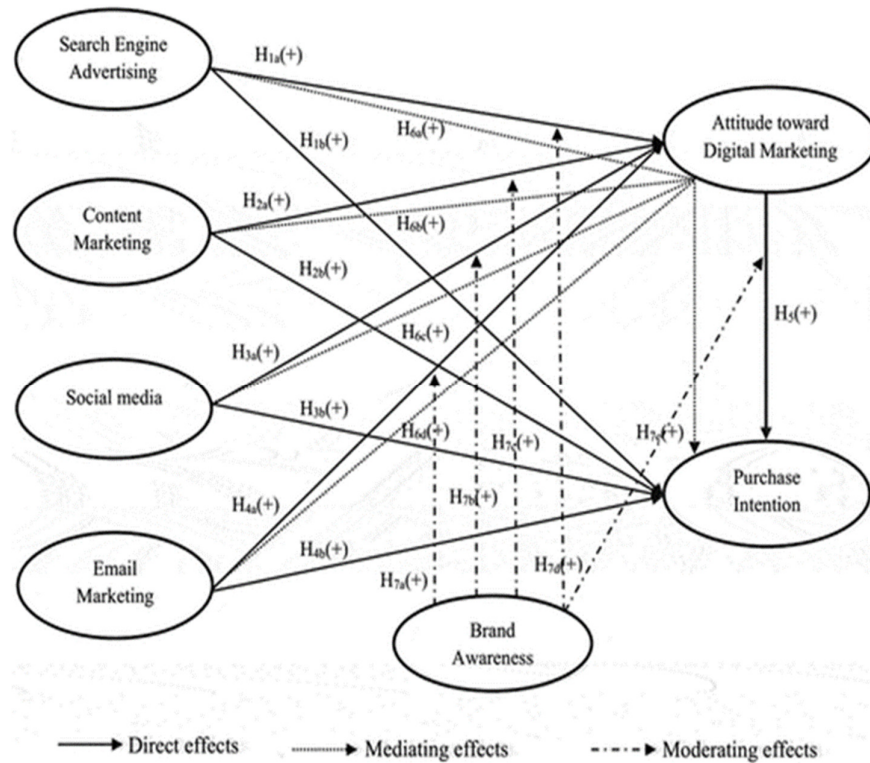 Search Engine
Advertising
H1a(+)
H6a(+)
H1b(+)
Attitude toward
Digital Marketing
Content
Marketing
H2a(+)
H6b(+)
H2b(+)
Social media
H3a(+)
H6c(+)
H5(+)
H3b(+)
H6d(+)
H7c(+)
Purchase
Intention
H4a(+)
H7b(+)
Email
Marketing
H4b(+)
H7a(+)
H7d(+)
Brand
Awareness
Direct effects
Mediating effects
Moderating effects